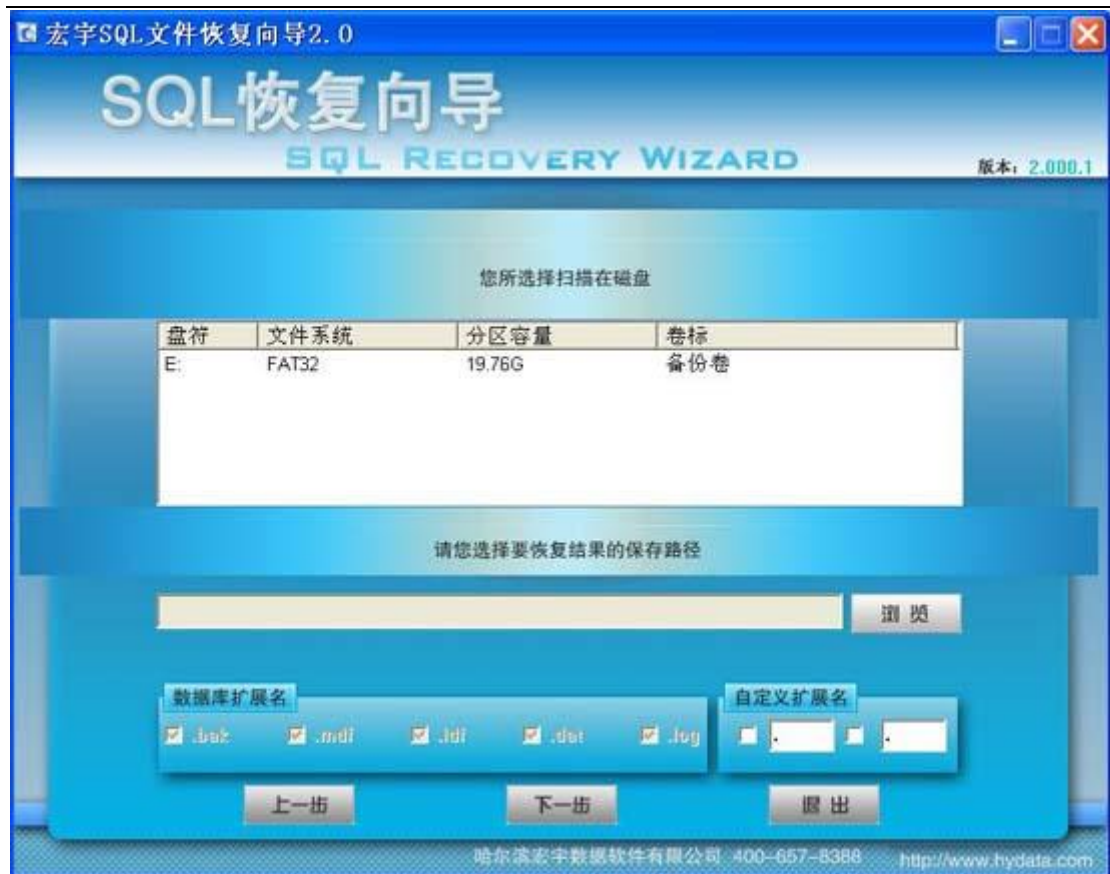 宏宇SQL文件恢复向导2.0
SQL恢复向导
SQL RECOVERY WIZARD
版本: 2.000.1
您所选择扫描在磁盘
盘符 文件系统 分区容量 卷标
E: FAT32 19.76G 备份卷
请您选择要恢复结果的保存路径
浏 览
数据库扩展名 自定义扩展名
.bak .mdf .ldf .dat .log . .
上一步 下一步 退 出
哈尔滨宏宇数据软件有限公司 400-657-8388 http://www.hydata.com